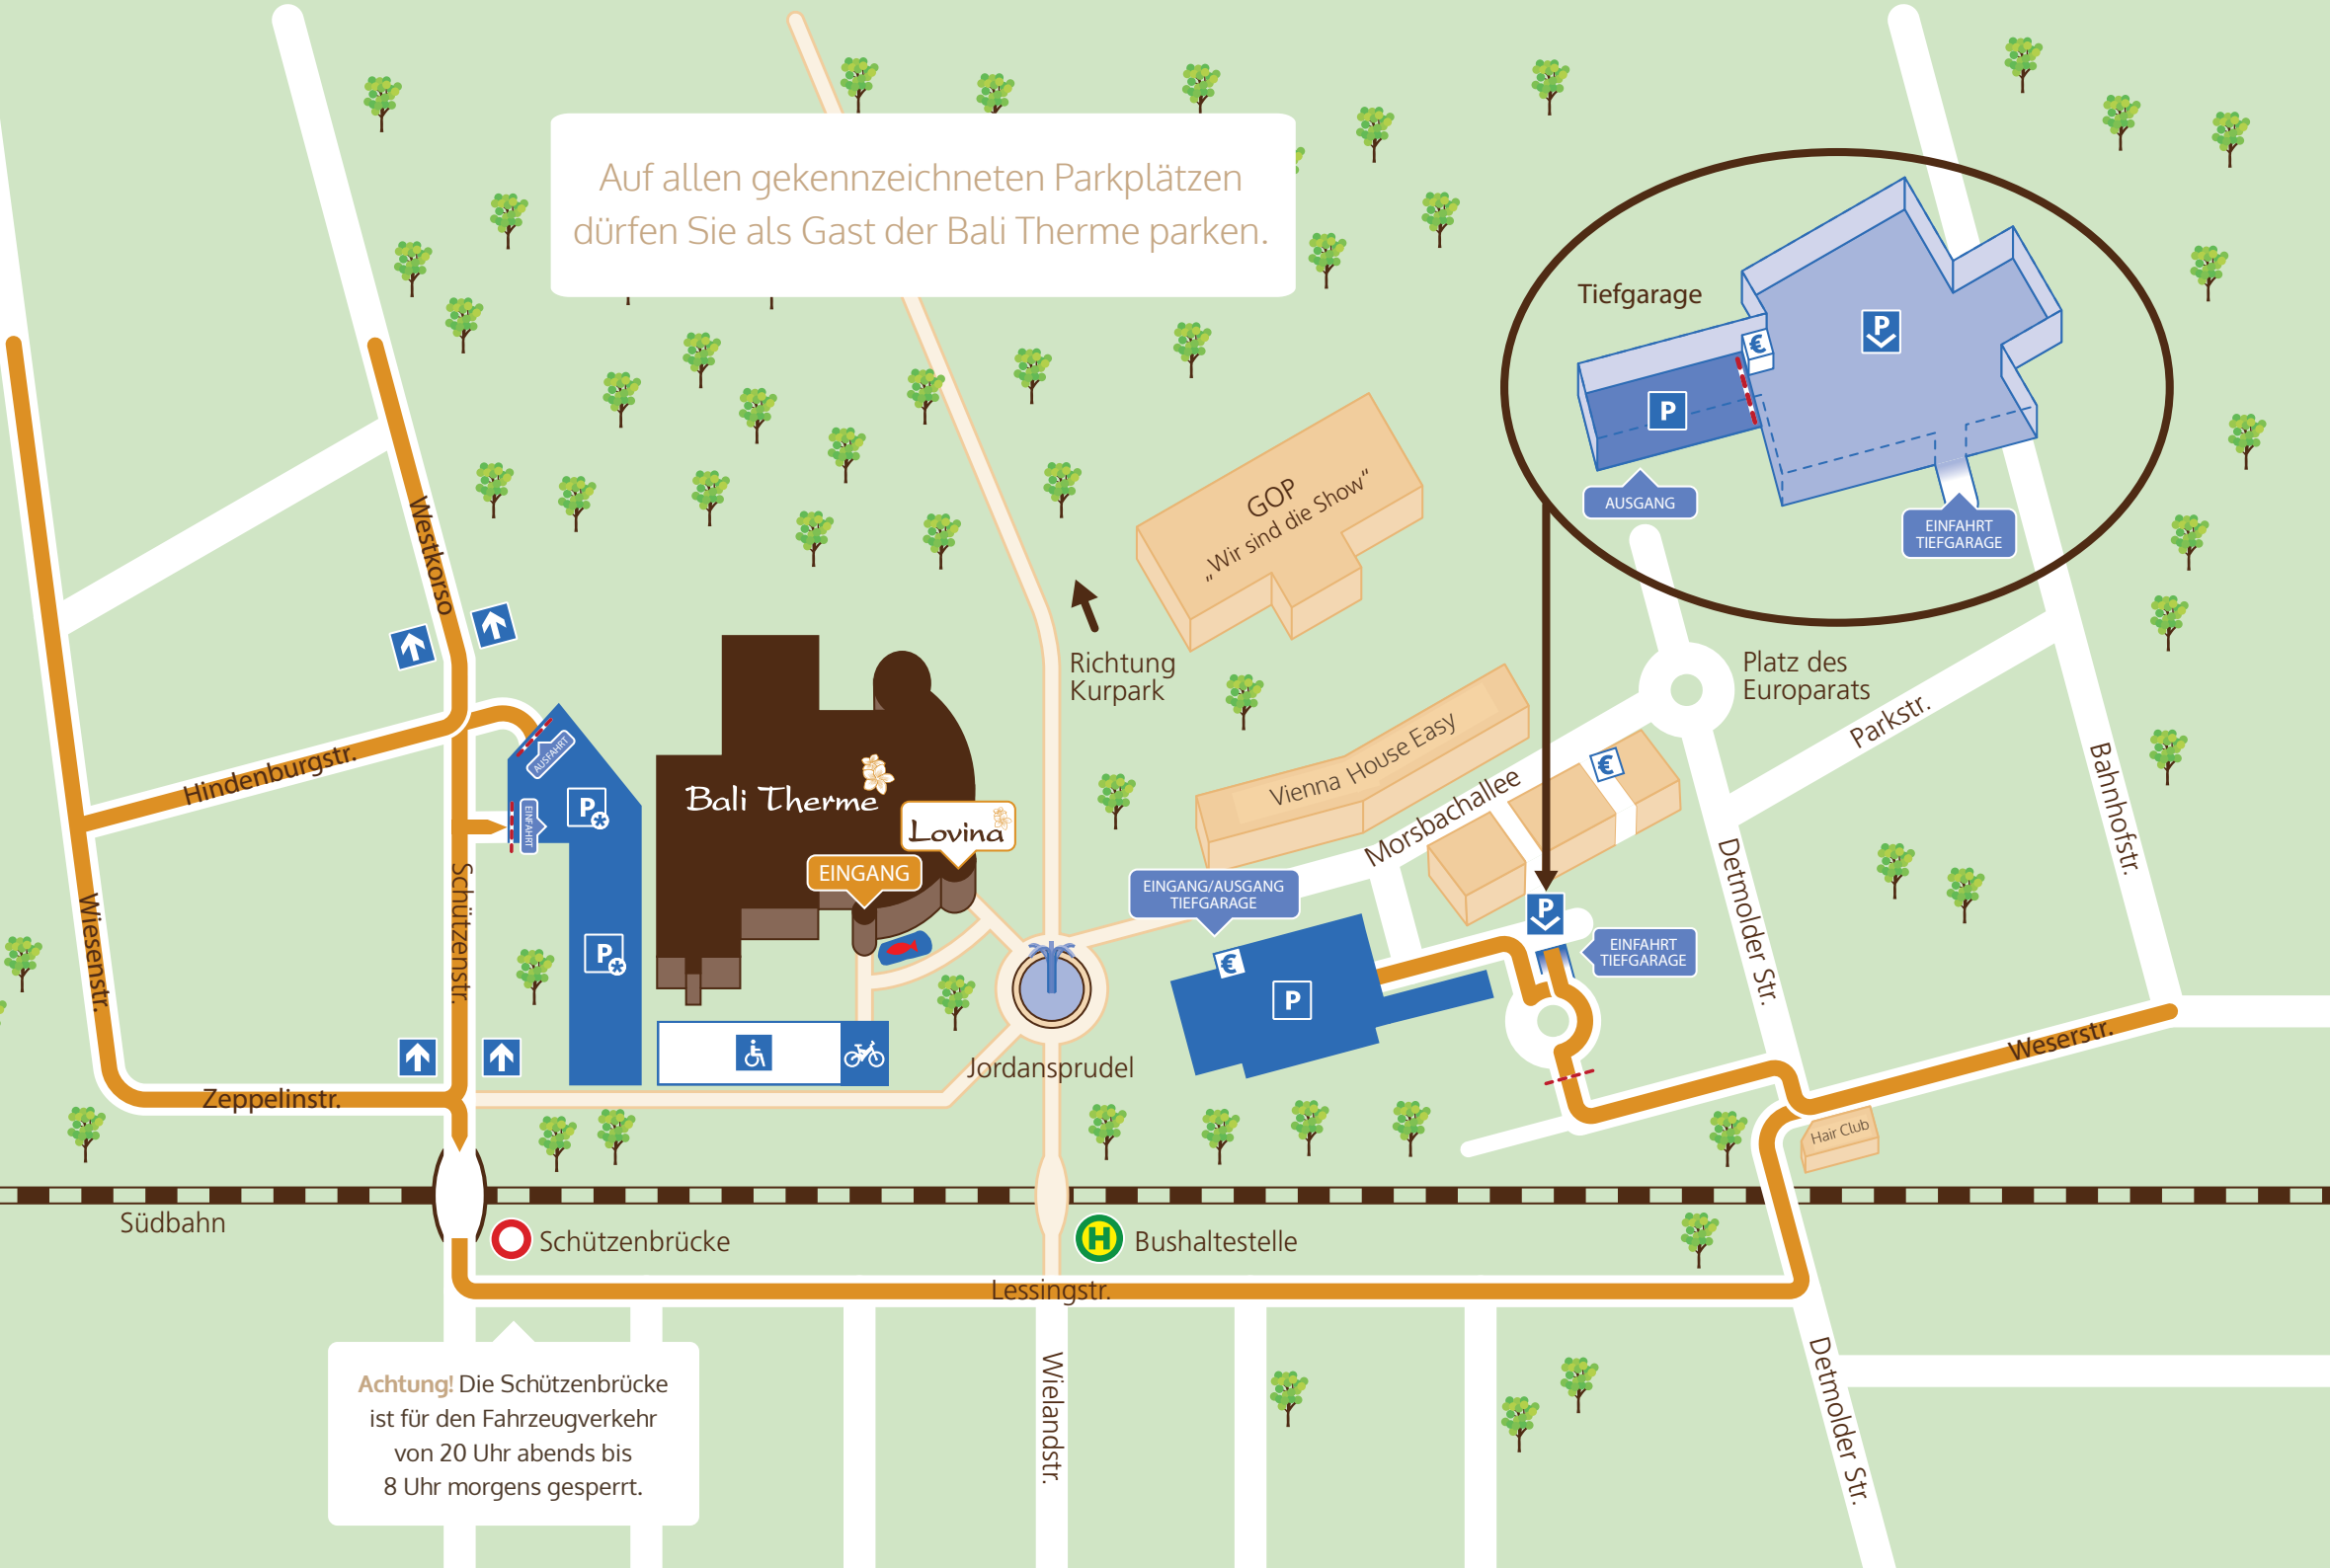 Auf allen gekennzeichneten Parkplätzen
dürfen Sie als Gast der Bali Therme parken.
Tiefgarage
P
€
P
AUSGANG
EINFAHRT
TIEFGARAGE
GOP
„Wir sind die Show“
Westkorso
Richtung
Kurpark
Platz des
Europarats
Parkstr.
Bahnhofstr.
Vienna House Easy
Morsbachallee
€
Hindenburgstr.
AUSFAHRT
EINFAHRT
P
Bali Therme
Lovina
EINGANG
Schützenstr.
Wiesenstr.
P
EINGANG/AUSGANG
TIEFGARAGE
€
P
P
EINFAHRT
TIEFGARAGE
Detmolder Str.
Weserstr.
Jordansprudel
Zeppelinstr.
Hair Club
Südbahn
Schützenbrücke
H
Bushaltestelle
Lessingstr.
Achtung! Die Schützenbrücke
ist für den Fahrzeugverkehr
von 20 Uhr abends bis
8 Uhr morgens gesperrt.
Wielandstr.
Detmolder Str.